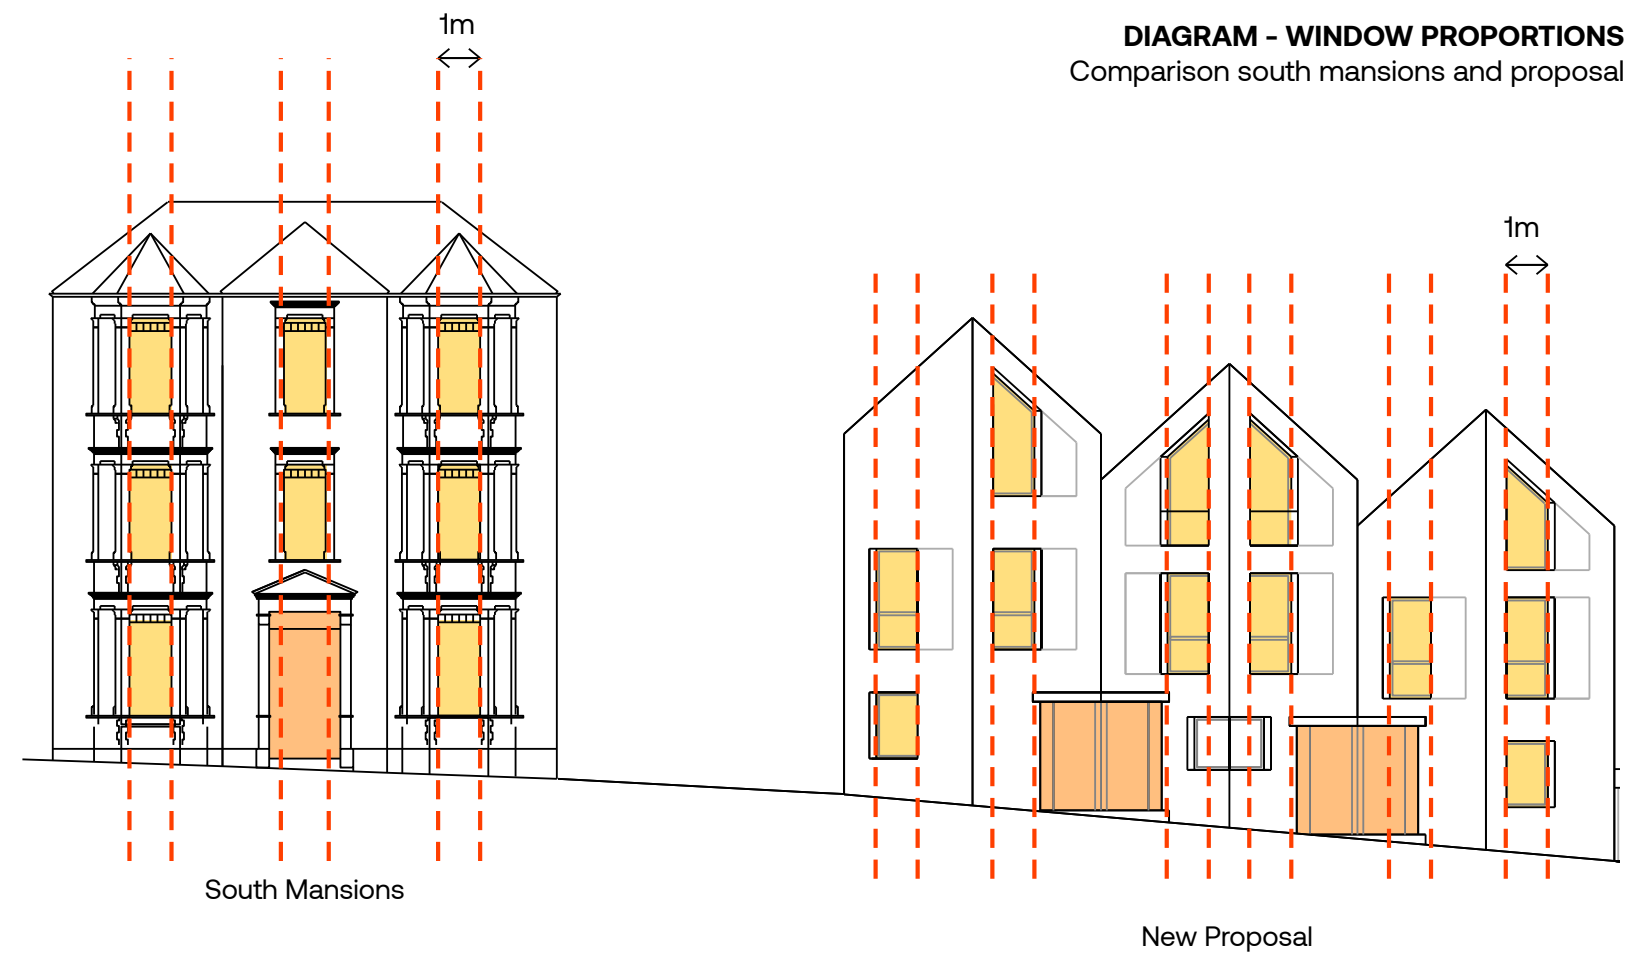 1m
DIAGRAM - WINDOW PROPORTIONS
Comparison south mansions and proposal
1m
South Mansions
New Proposal